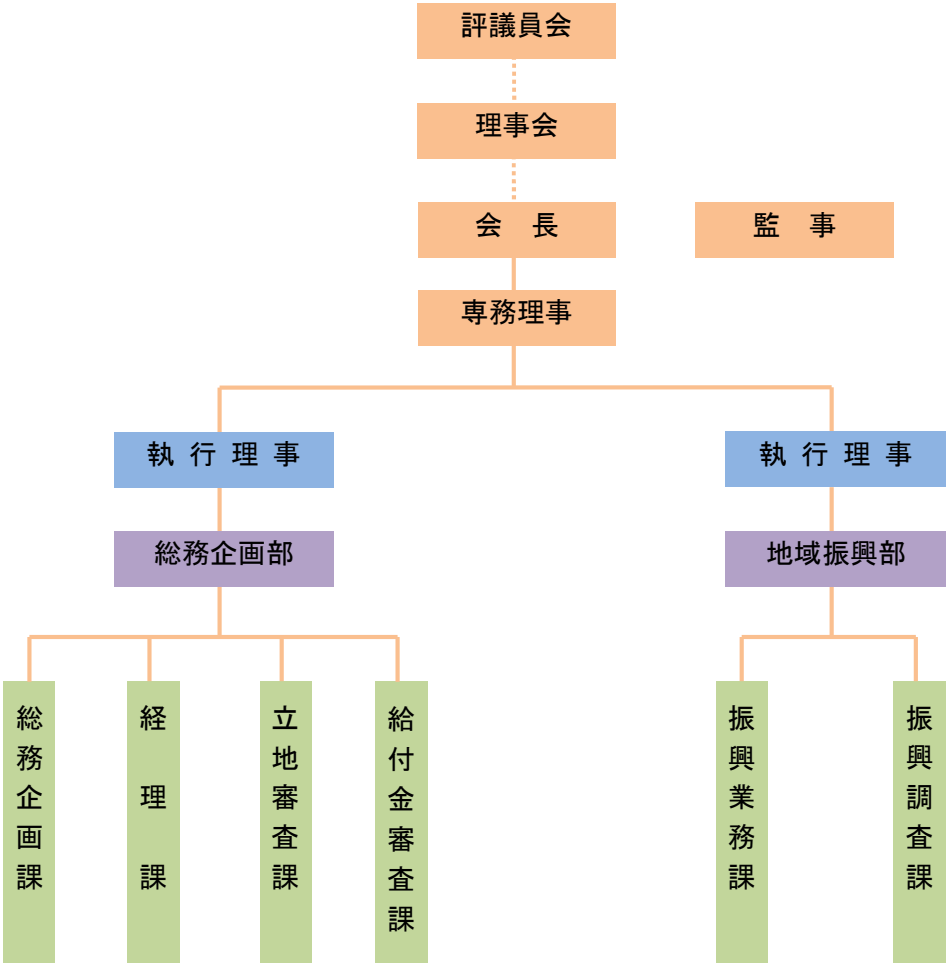 評議員会
理事会
会　長
監　事
専務理事
執 行 理 事
執 行 理 事
総務企画部
地域振興部
総務企画課
経理課
立地審査課
給付金審査課
振興業務課
振興調査課